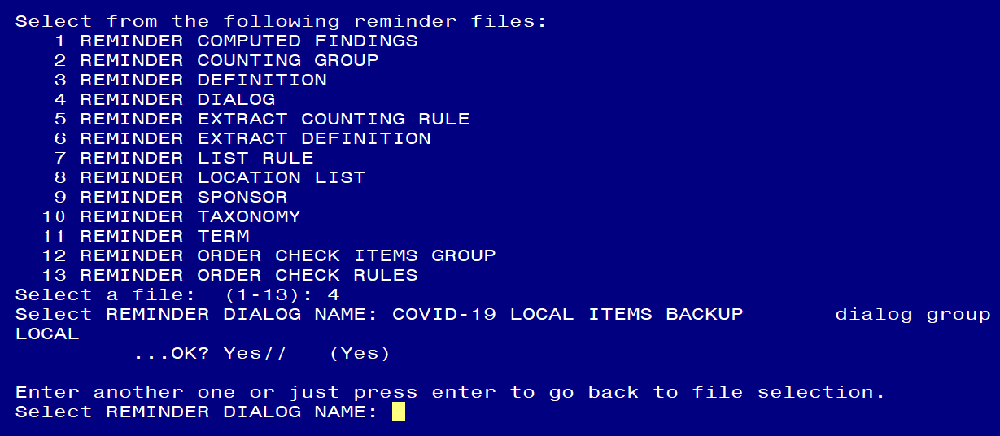 Select from the following reminder files:
1 REMINDER COMPUTED FINDINGS
2 REMINDER COUNTING GROUP
3 REMINDER DEFINITION
4 REMINDER DIALOG
5 REMINDER EXTRACT COUNTING RULE
6 REMINDER EXTRACT DEFINITION
7 REMINDER LIST RULE
8 REMINDER LOCATION LIST
9 REMINDER SPONSOR
10 REMINDER TAXONOMY
11 REMINDER TERM
12 REMINDER ORDER CHECK ITEMS GROUP
13 REMINDER ORDER CHECK RULES
Select a file:  (1-13): 4
Select REMINDER DIALOG NAME: COVID-19 LOCAL ITEMS BACKUP       dialog group
LOCAL
...OK? Yes//   (Yes)
Enter another one or just press enter to go back to file selection.
Select REMINDER DIALOG NAME: